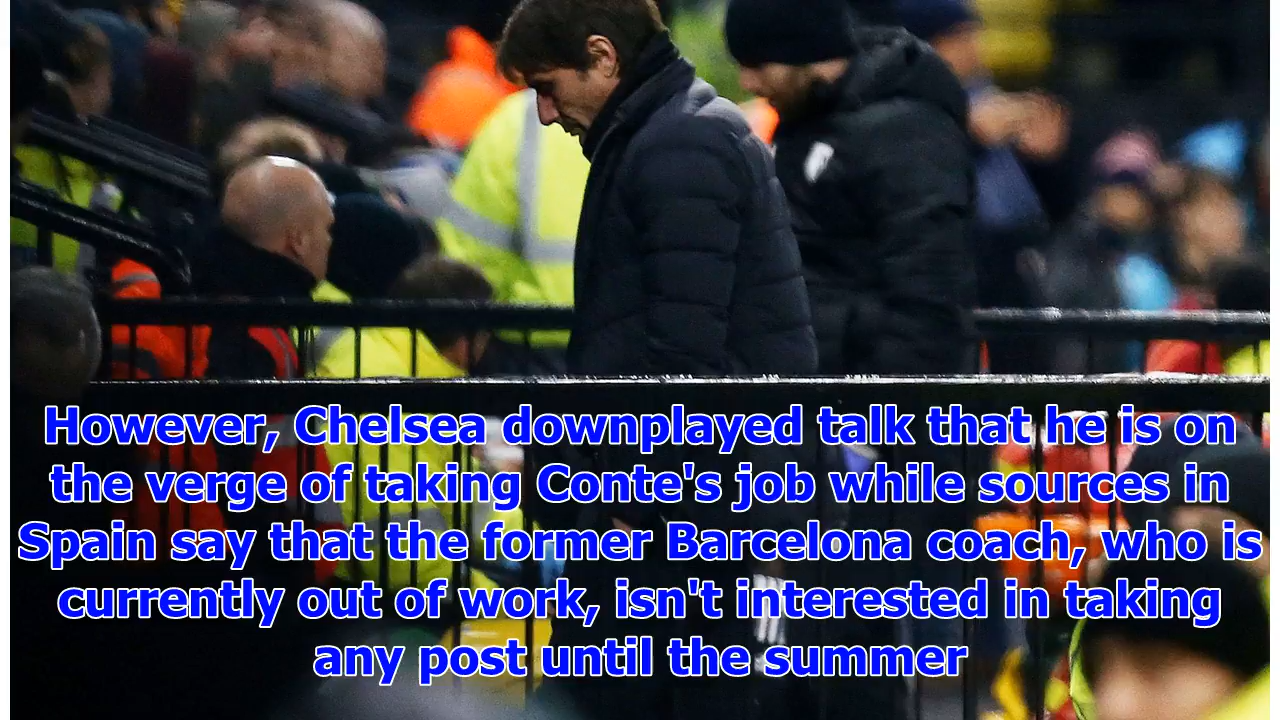 However, Chelsea downplayed talk that he is on
the verge of taking Conte's job while sources in
Spain say that the former Barcelona coach, who is
currently out of work, isn't interested in taking
any post until the summer